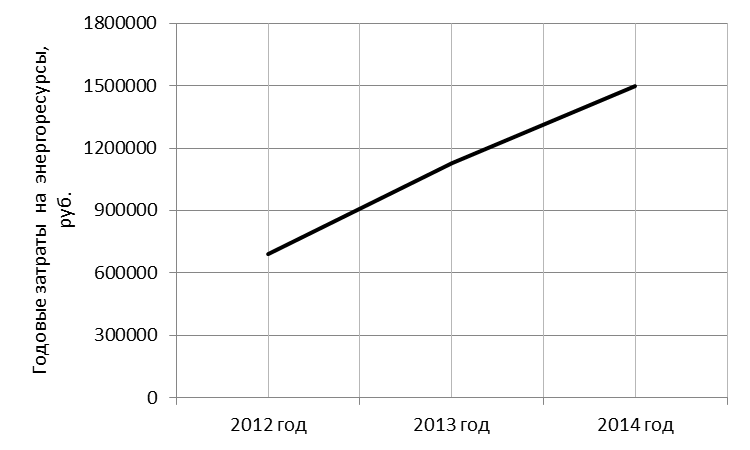 Годовые затраты на энергоресурсы,
руб.
1800000
1500000
1200000
900000
600000
300000
0
2012 год
2013 год
2014 год